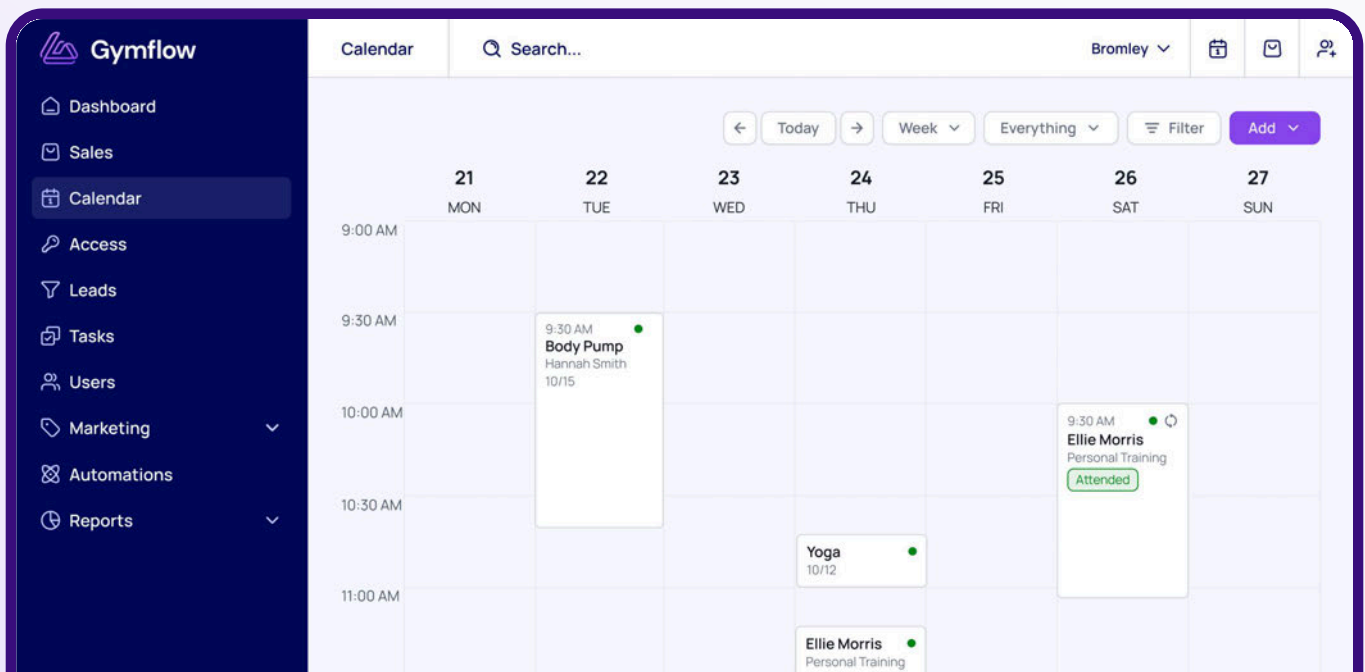 Gymflow
Calendar
Search...
Bromley
Dashboard
Sales
Calendar
Access
Leads
Tasks
Users
Marketing
Automations
Reports
Today
Week
Everything
Filter
Add
21 22 23 24 25 26 27
MON TUE WED THU FRI SAT SUN
9:00 AM
9:30 AM
10:00 AM
10:30 AM
11:00 AM
9:30 AM
Body Pump
Hannah Smith
10/15
Yoga
10/12
Ellie Morris
Personal Training
9:30 AM
Ellie Morris
Personal Training
Attended